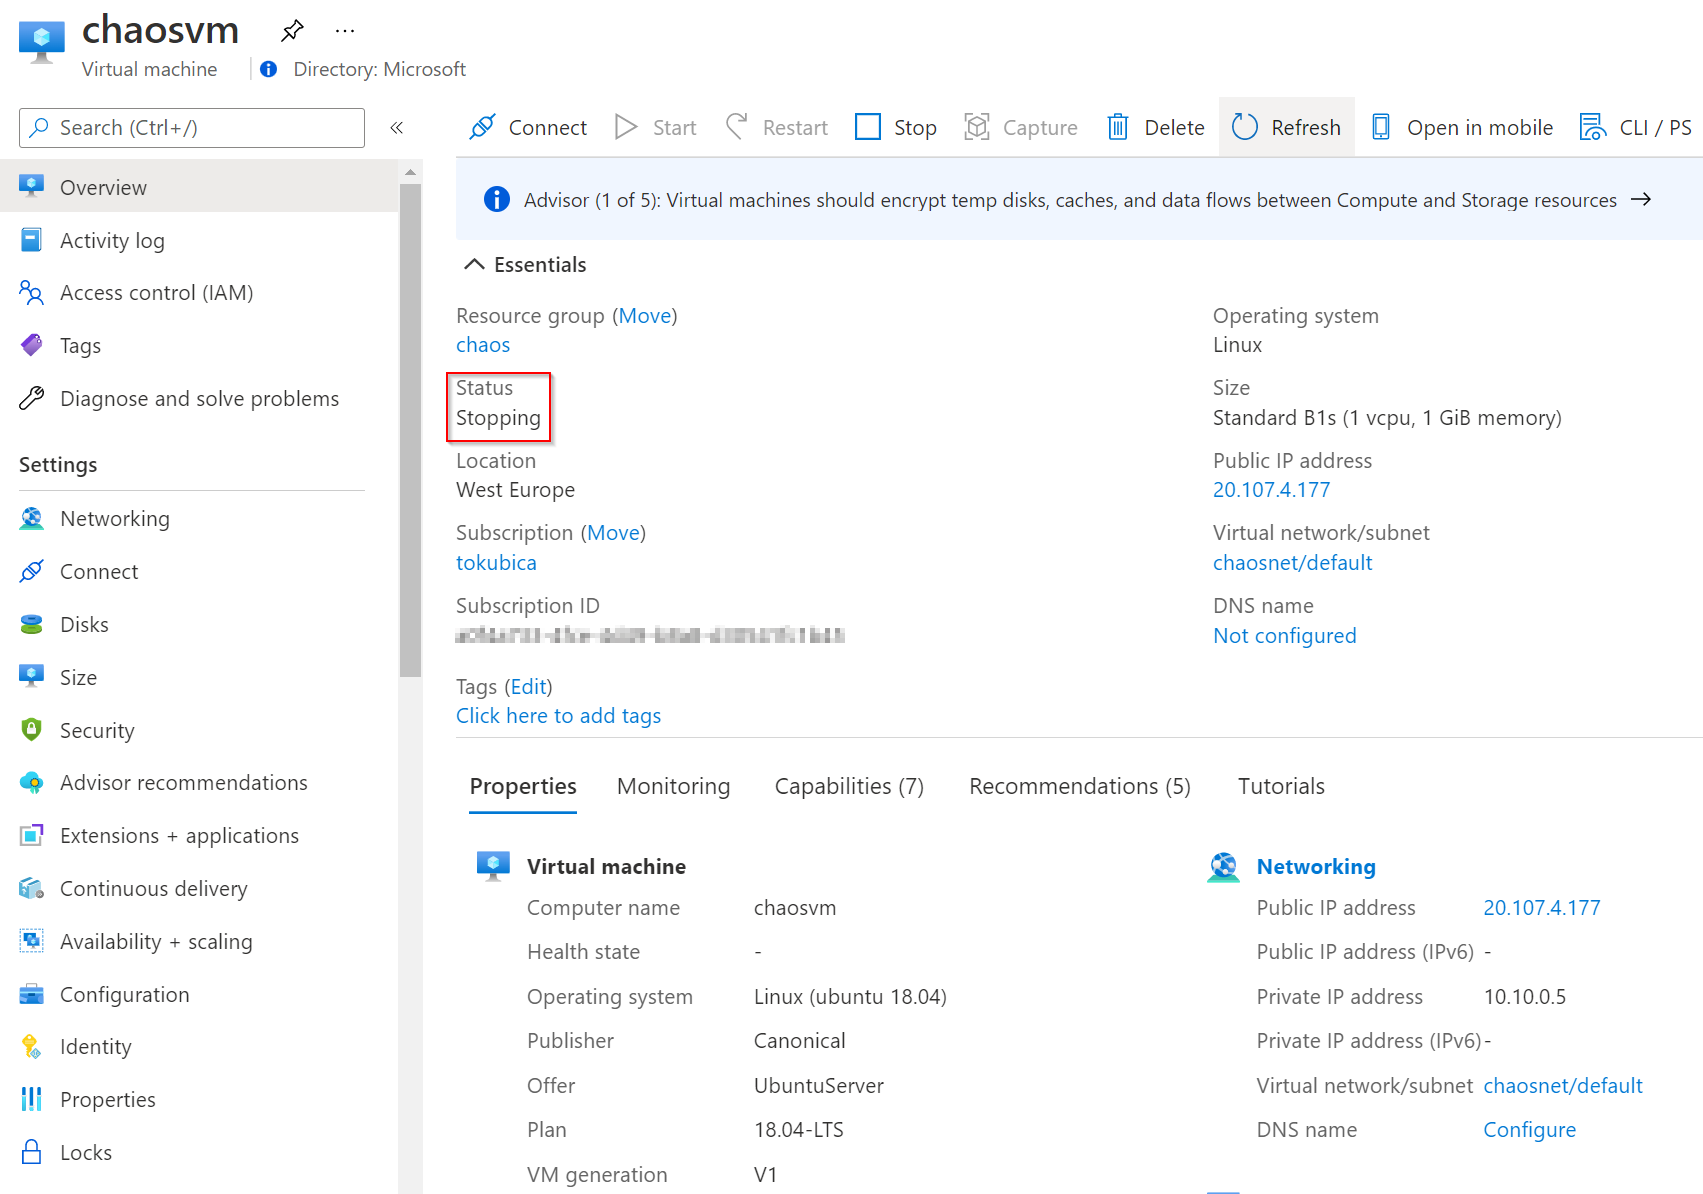 chaosvm
...
Virtual machine
Directory: Microsoft
Search (Ctrl+/)
«
Connect
Start
Restart
Stop
Capture
Delete
Refresh
Open in mobile
CLI / PS
Overview
Activity log
Access control (IAM)
Tags
Diagnose and solve problems
Settings
Networking
Connect
Disks
Size
Security
Advisor recommendations
Extensions + applications
Continuous delivery
Availability + scaling
Configuration
Identity
Properties
Locks
Advisor (1 of 5): Virtual machines should encrypt temp disks, caches, and data flows between Compute and Storage resources →
Essentials
Resource group (Move)
chaos
Status
Stopping
Location
West Europe
Subscription (Move)
tokubica
Subscription ID
Tags (Edit)
Click here to add tags
Operating system
Linux
Size
Standard B1s (1 vcpu, 1 GiB memory)
Public IP address
20.107.4.177
Virtual network/subnet
chaosnet/default
DNS name
Not configured
Properties
Monitoring
Capabilities (7)
Recommendations (5)
Tutorials
Virtual machine
Computer name chaosvm
Health state -
Operating system Linux (ubuntu 18.04)
Publisher Canonical
Offer UbuntuServer
Plan 18.04-LTS
VM generation V1
Networking
Public IP address 20.107.4.177
Public IP address (IPv6) -
Private IP address 10.10.0.5
Private IP address (IPv6) -
Virtual network/subnet chaosnet/default
DNS name Configure